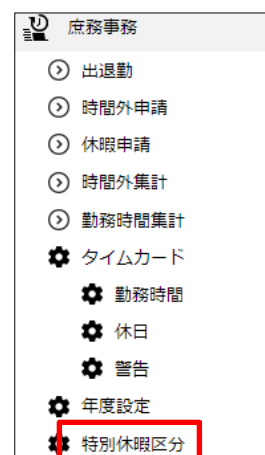 庶務事務
出退勤
時間外申請
休暇申請
時間外集計
勤務時間集計
タイムカード
勤務時間
休日
警告
年度設定
特別休暇区分